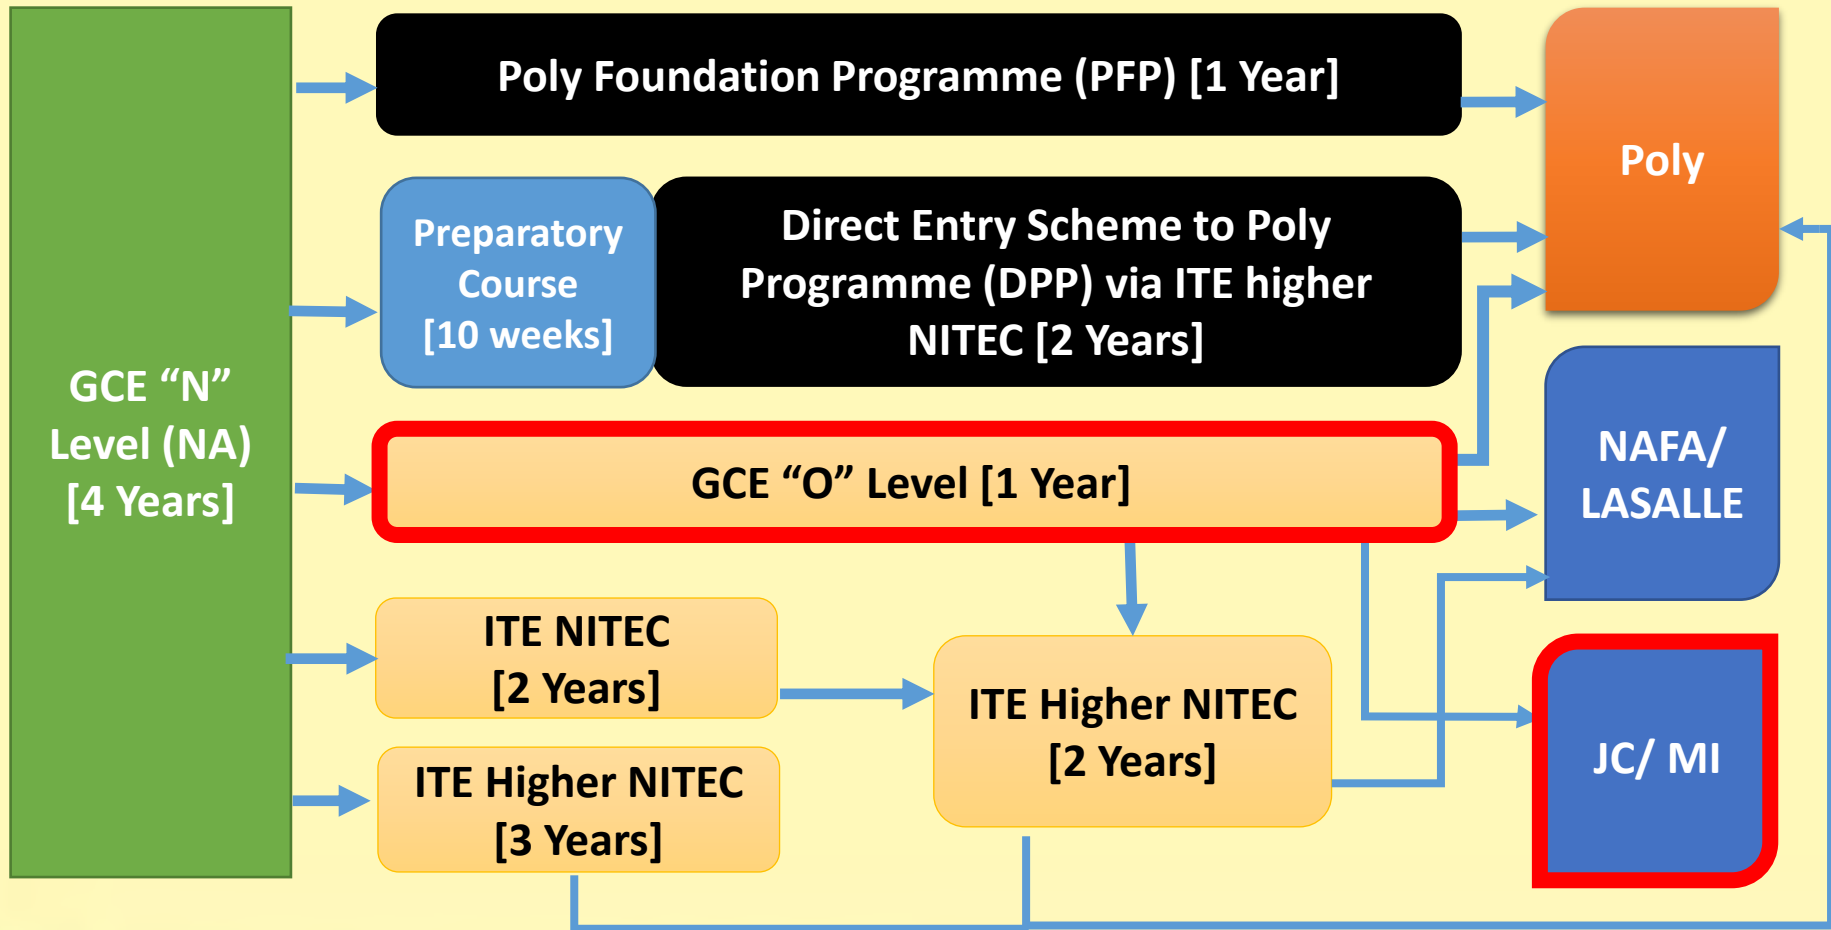 GCE “N”
Level (NA)
[4 Years]
Poly Foundation Programme (PFP) [1 Year]
Preparatory
Course
[10 weeks]
Direct Entry Scheme to Poly
Programme (DPP) via ITE higher
NITEC [2 Years]
GCE “O” Level [1 Year]
ITE NITEC
[2 Years]
ITE Higher NITEC
[3 Years]
ITE Higher NITEC
[2 Years]
Poly
NAFA/
LASALLE
JC/ MI